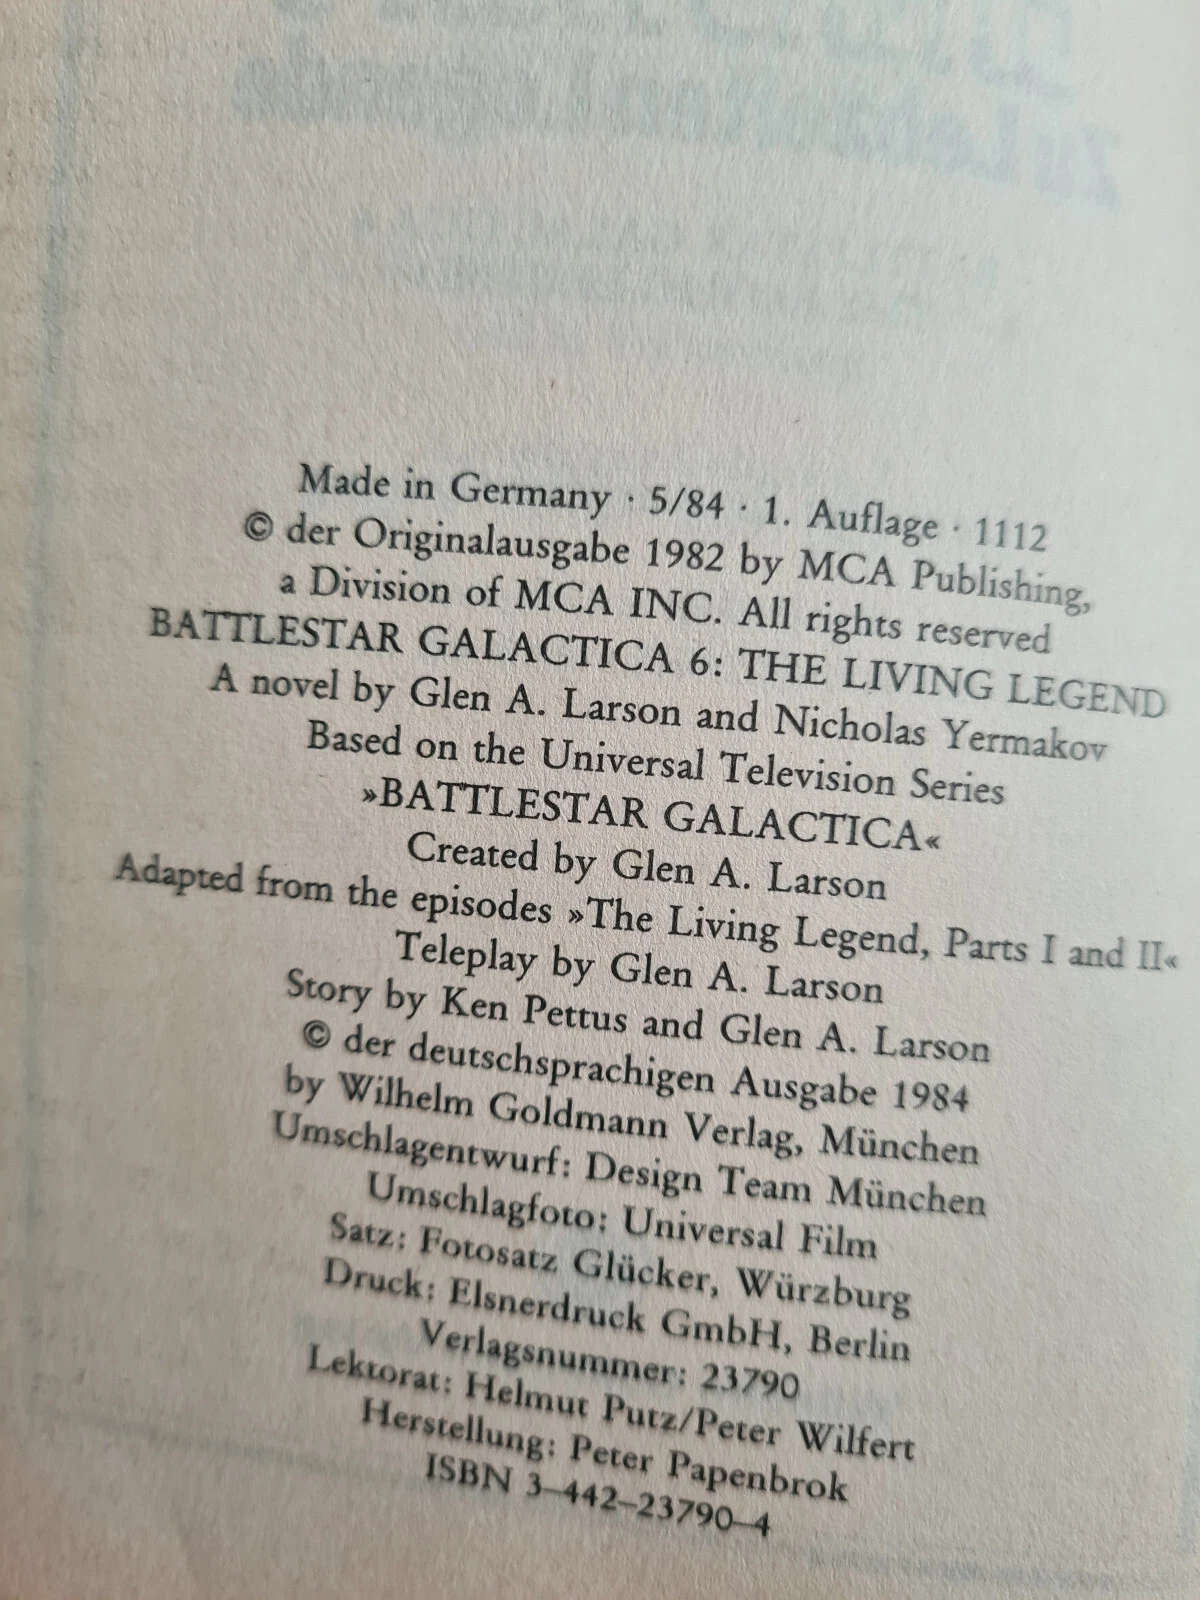 Made in Germany · 5/84 · 1. Auflage · 1112
© der Originalausgabe 1982 by MCA Publishing,
a Division of MCA INC. All rights reserved
BATTLESTAR GALACTICA 6: THE LIVING LEGEND
A novel by Glen A. Larson and Nicholas Yermakov
Based on the Universal Television Series
»BATTLESTAR GALACTICA«
Created by Glen A. Larson
Adapted from the episodes »The Living Legend, Parts I and II«
Teleplay by Glen A. Larson
Story by Ken Pettus and Glen A. Larson
© der deutschsprachigen Ausgabe 1984
by Wilhelm Goldmann Verlag, München
Umschlagentwurf: Design Team München
Umschlagfoto: Universal Film
Satz: Fotosatz Glücker, Würzburg
Druck: Elsnerdruck GmbH, Berlin
Verlagsnummer: 23790
Lektorat: Helmut Putz/Peter Wilfert
Herstellung: Peter Papenbrok
ISBN 3-442-23790-4